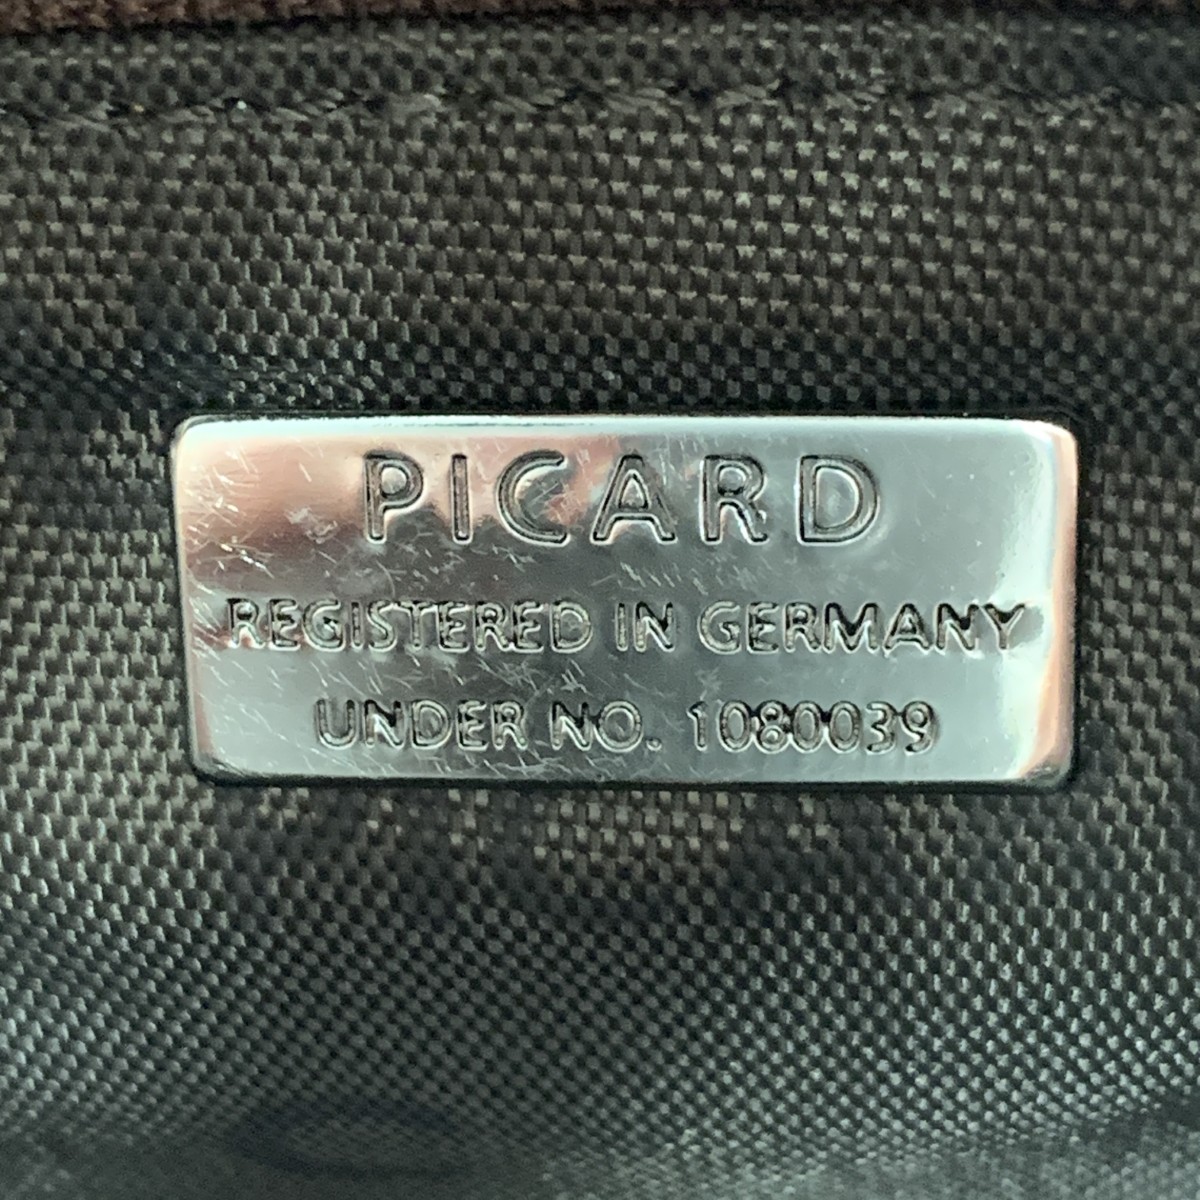 PICARD
REGISTERED IN GERMANY
UNDER NO. 1080039